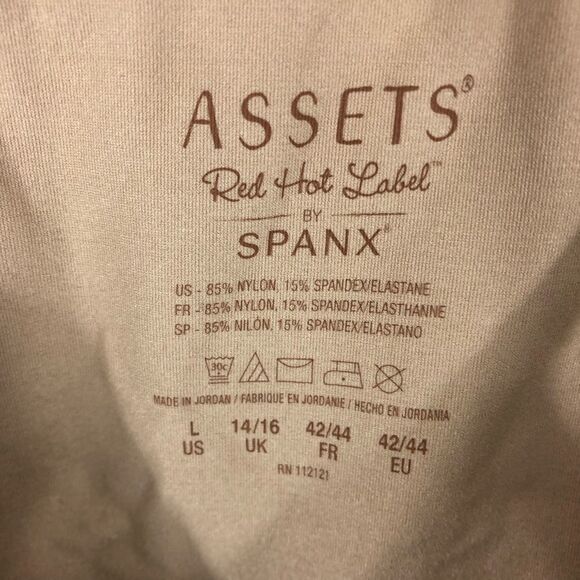 ASSETS®
Red Hot Label™
BY
SPANX®
US - 85% NYLON, 15% SPANDEX/ELASTANE
FR - 85% NYLON, 15% SPANDEX/ELASTHANNE
SP - 85% NILÓN, 15% SPANDEX/ELASTANO
30c
MADE IN JORDAN / FABRIQUE EN JORDANIE / HECHO EN JORDANIA
L 14/16 42/44 42/44
US UK FR EU
RN 112121